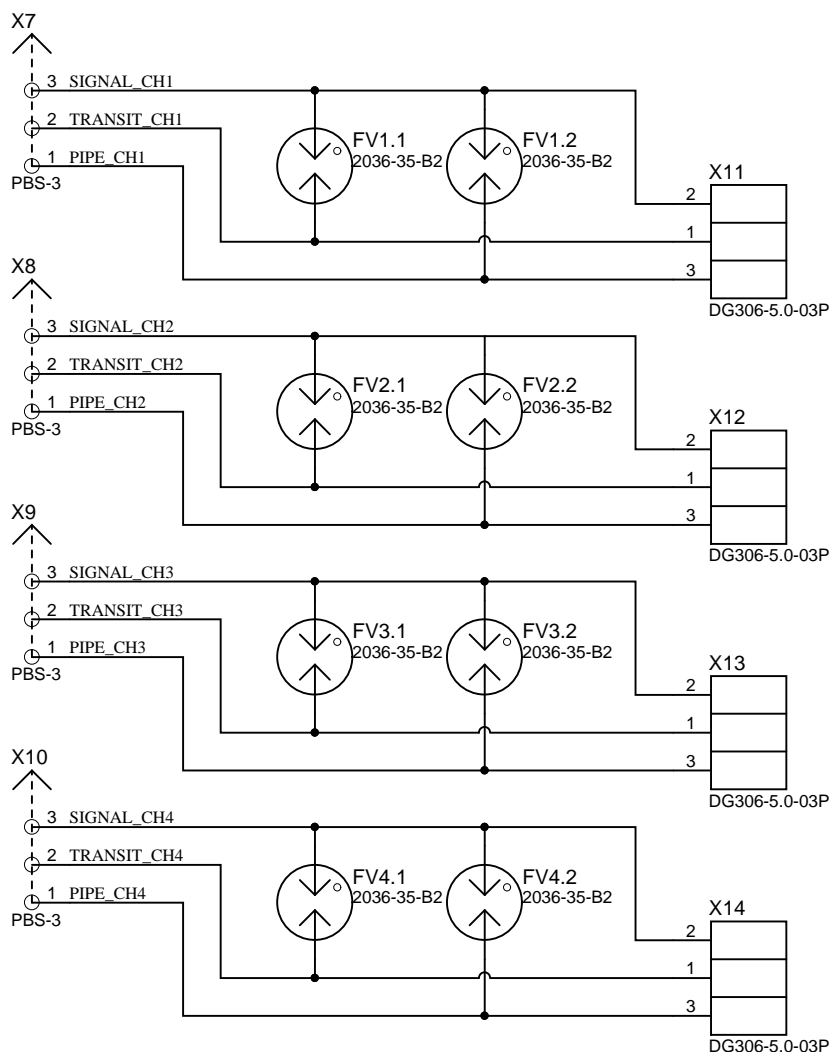 X7
3 SIGNAL_CH1
2 TRANSIT_CH1
1 PIPE_CH1
PBS-3
FV1.1
2036-35-B2
FV1.2
2036-35-B2
X11
2
1
3
DG306-5.0-03P
X8
3 SIGNAL_CH2
2 TRANSIT_CH2
1 PIPE_CH2
PBS-3
FV2.1
2036-35-B2
FV2.2
2036-35-B2
X12
2
1
3
DG306-5.0-03P
X9
3 SIGNAL_CH3
2 TRANSIT_CH3
1 PIPE_CH3
PBS-3
FV3.1
2036-35-B2
FV3.2
2036-35-B2
X13
2
1
3
DG306-5.0-03P
X10
3 SIGNAL_CH4
2 TRANSIT_CH4
1 PIPE_CH4
PBS-3
FV4.1
2036-35-B2
FV4.2
2036-35-B2
X14
2
1
3
DG306-5.0-03P